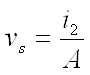 v_s = i_2 / A